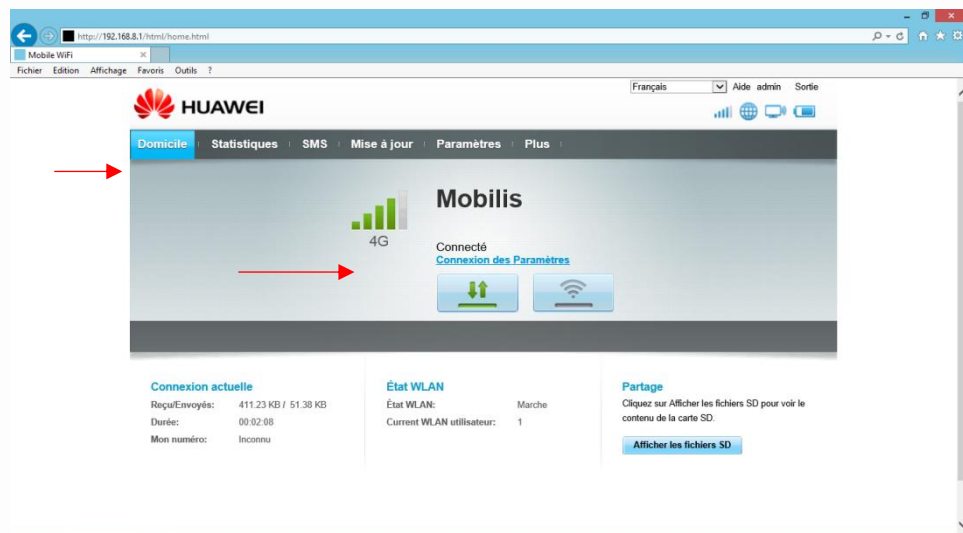 http://192.168.8.1/html/home.html
Mobile WiFi
Fichier Edition Affichage Favoris Outils ?
Français Aide admin Sortie
HUAWEI
Domicile Statistiques SMS Mise à jour Paramètres Plus
Mobilis
4G
Connecté
Connexion des Paramètres
Connexion actuelle
Reçu/Envoyés: 411.23 KB / 51.38 KB
Durée: 00:02:08
Mon numéro: Inconnu
État WLAN
État WLAN: Marche
Current WLAN utilisateur: 1
Partage
Cliquez sur Afficher les fichiers SD pour voir le
contenu de la carte SD.
Afficher les fichiers SD